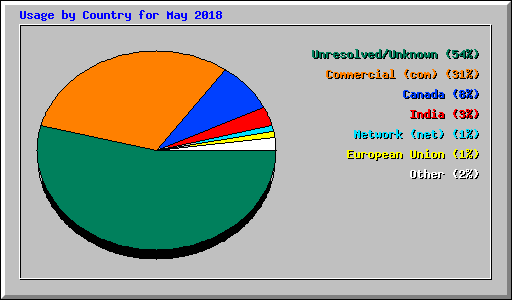 Usage by Country for May 2018
Unresolved/Unknown (54%)
Commercial (com) (31%)
Canada (8%)
India (3%)
Network (net) (1%)
European Union (1%)
Other (2%)